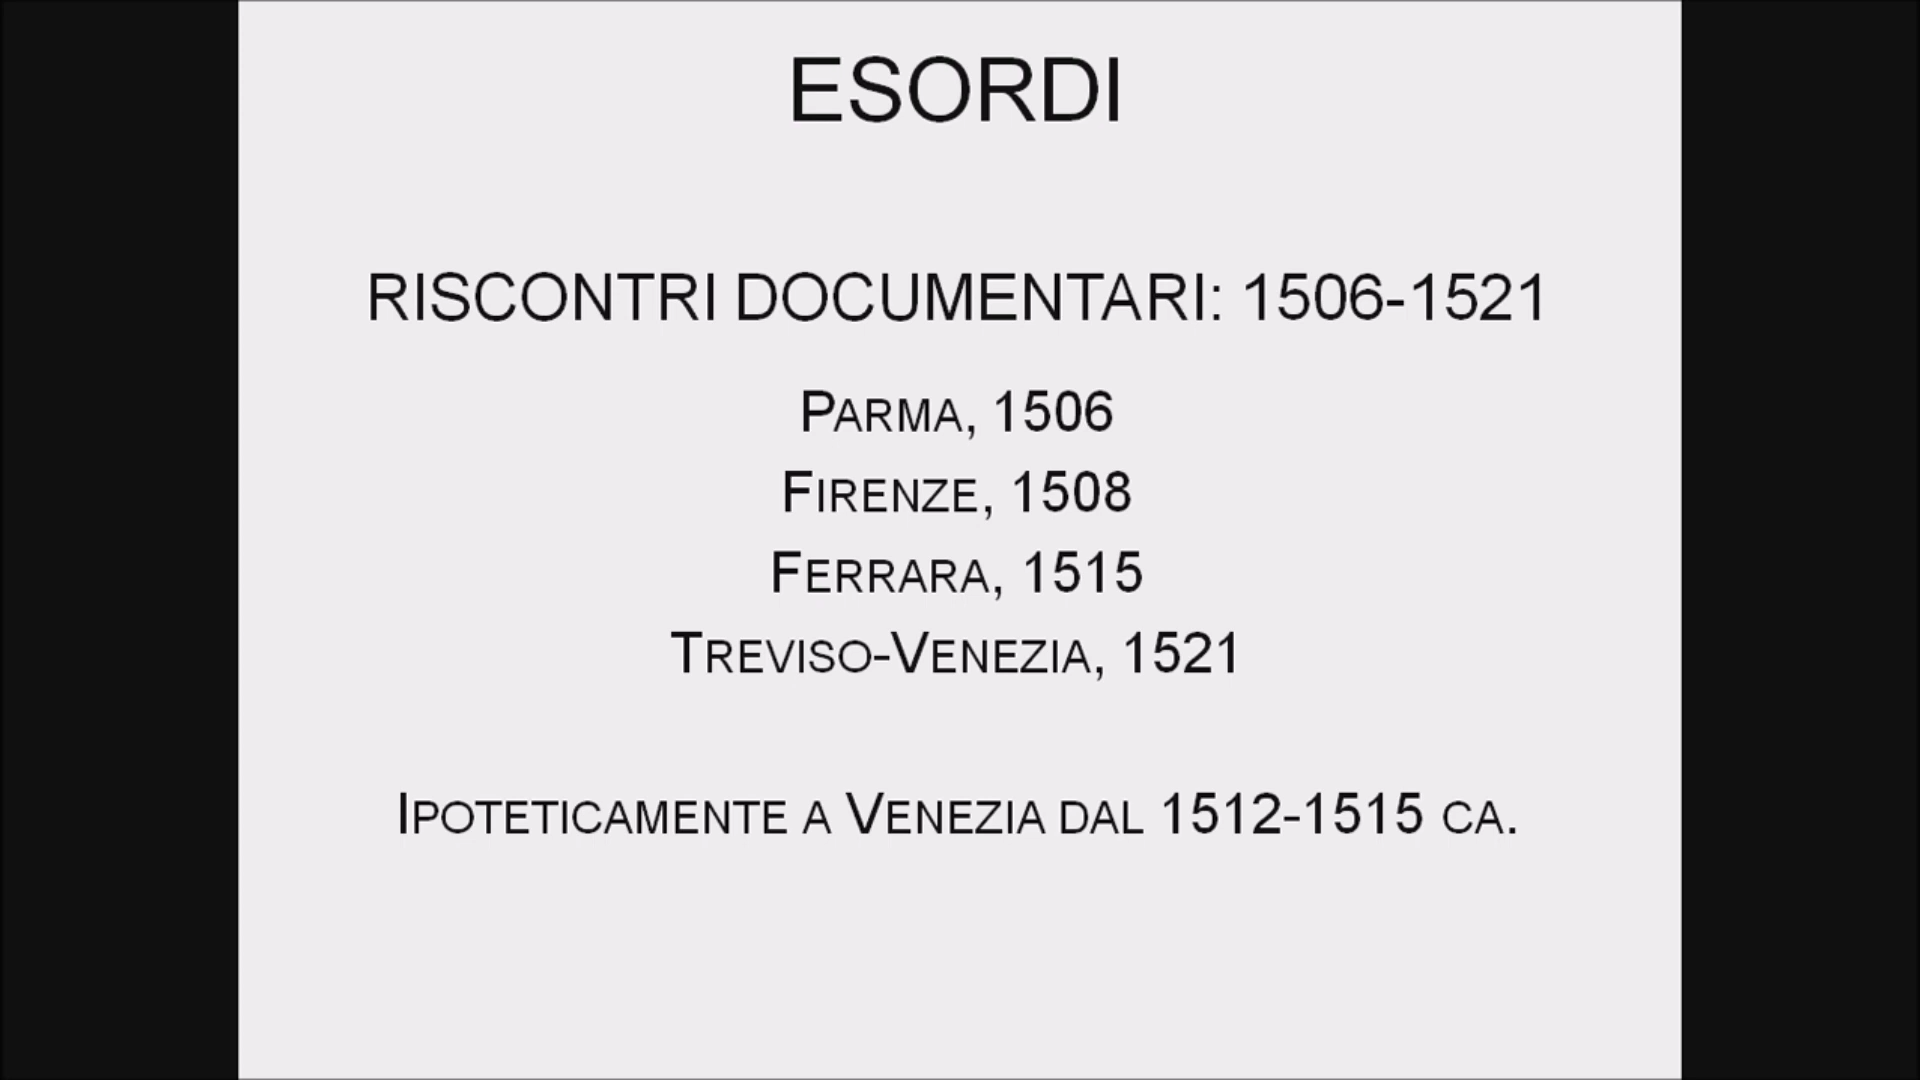 ESORDI
RISCONTRI DOCUMENTARI: 1506-1521
PARMA, 1506
FIRENZE, 1508
FERRARA, 1515
TREVISO-VENEZIA, 1521
IPOTETICAMENTE A VENEZIA DAL 1512-1515 CA.